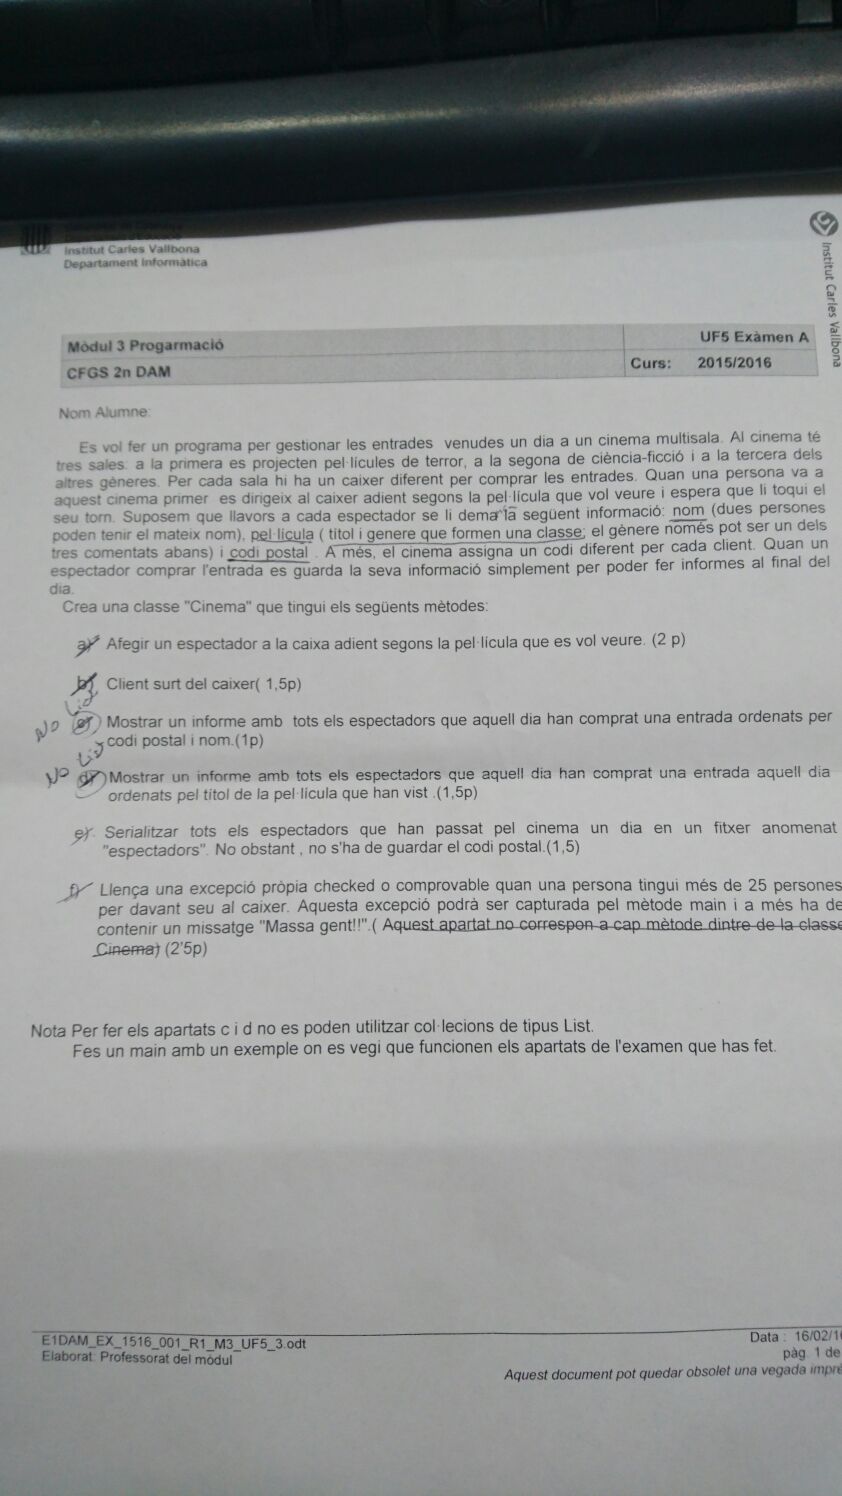 Institut Carles Vallbona
Departament Informàtica
Institut Carles Vallbona
Mòdul 3 Progarmació
UF5 Exàmen A
CFGS 2n DAM
Curs: 2015/2016
Nom Alumne:
Es vol fer un programa per gestionar les entrades venudes un dia a un cinema multisala. Al cinema té
tres sales: a la primera es projecten pel·lícules de terror, a la segona de ciència-ficció i a la tercera dels
altres gèneres. Per cada sala hi ha un caixer diferent per comprar les entrades. Quan una persona va a
aquest cinema primer es dirigeix al caixer adient segons la pel·lícula que vol veure i espera que li toqui el
seu torn. Suposem que llavors a cada espectador se li dema la següent informació: nom (dues persones
poden tenir el mateix nom), pel·lícula ( títol i genere que formen una classe; el gènere només pot ser un dels
tres comentats abans) i codi postal . A més, el cinema assigna un codi diferent per cada client. Quan un
espectador comprar l'entrada es guarda la seva informació simplement per poder fer informes al final del
dia.
Crea una classe "Cinema" que tingui els següents mètodes:
a) Afegir un espectador a la caixa adient segons la pel·lícula que es vol veure. (2 p)
b) Client surt del caixer( 1,5p)
List
No c) Mostrar un informe amb tots els espectadors que aquell dia han comprat una entrada ordenats per
codi postal i nom.(1p)
List
No d) Mostrar un informe amb tots els espectadors que aquell dia han comprat una entrada aquell dia
ordenats pel títol de la pel·lícula que han vist .(1,5p)
e) Serialitzar tots els espectadors que han passat pel cinema un dia en un fitxer anomenat
"espectadors". No obstant , no s'ha de guardar el codi postal.(1,5)
f) Llença una excepció pròpia checked o comprovable quan una persona tingui més de 25 persones
per davant seu al caixer. Aquesta excepció podrà ser capturada pel mètode main i a més ha de
contenir un missatge "Massa gent!!".( Aquest apartat no correspon a cap mètode dintre de la classe
Cinema) (2'5p)
Nota Per fer els apartats c i d no es poden utilitzar col·lecions de tipus List.
Fes un main amb un exemple on es vegi que funcionen els apartats de l'examen que has fet.
E1DAM_EX_1516_001_R1_M3_UF5_3.odt
Data : 16/02/1
Elaborat: Professorat del mòdul
pàg. 1 de
Aquest document pot quedar obsolet una vegada impre